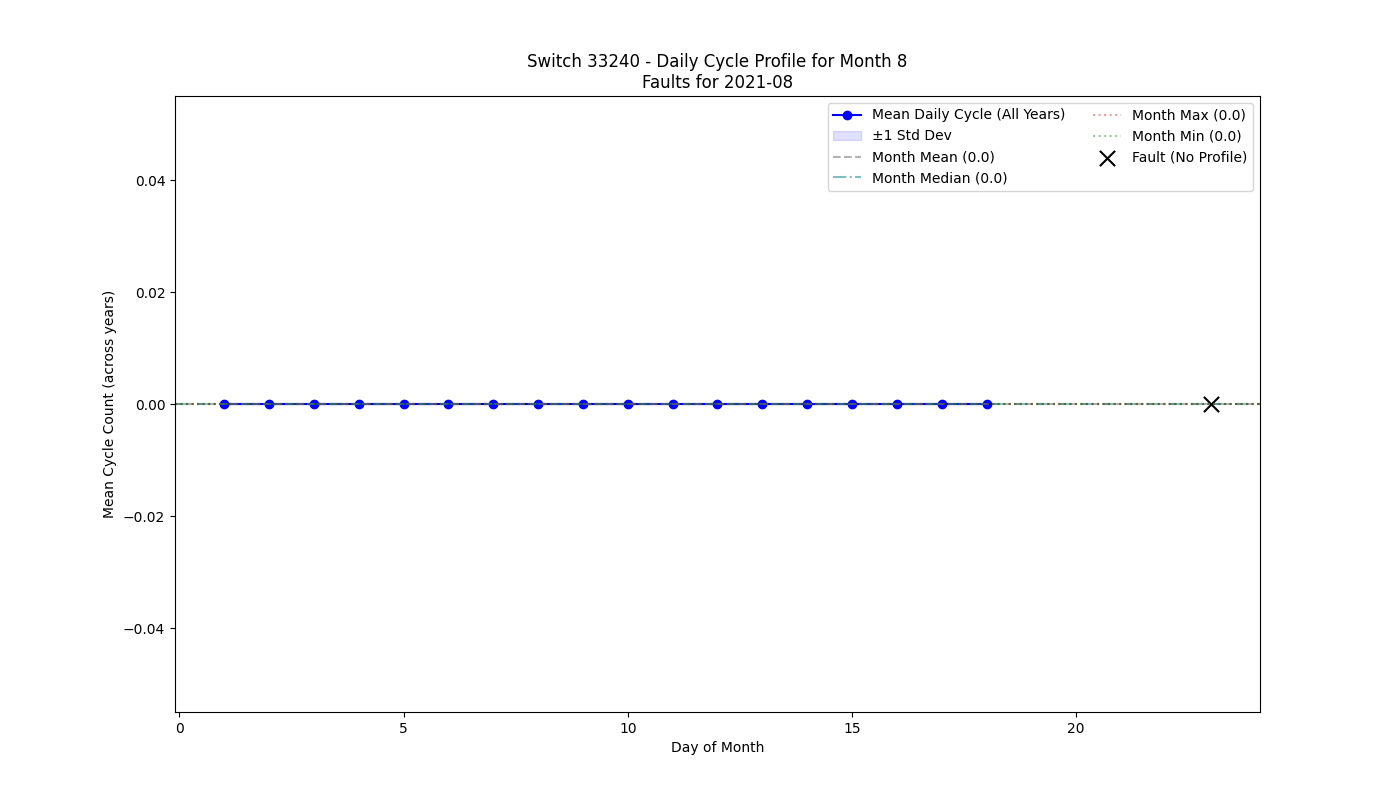 Switch 33240 - Daily Cycle Profile for Month 8
Faults for 2021-08
Mean Daily Cycle (All Years)
±1 Std Dev
Month Mean (0.0)
Month Median (0.0)
Month Max (0.0)
Month Min (0.0)
Fault (No Profile)
Mean Cycle Count (across years)
0.04
0.02
0.00
−0.02
−0.04
0 5 10 15 20
Day of Month